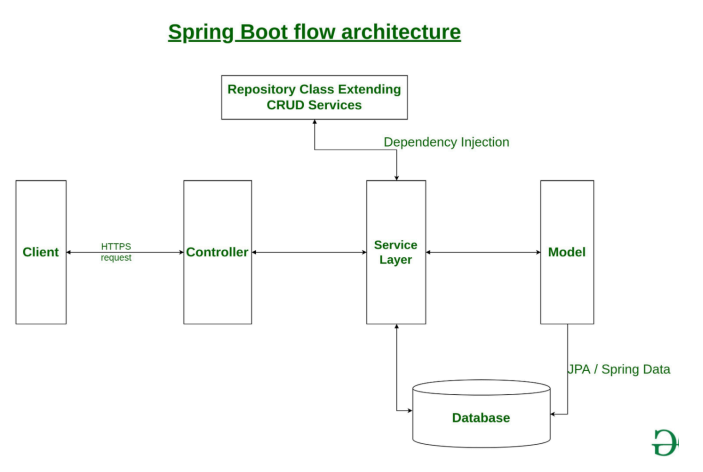 Spring Boot flow architecture
Repository Class Extending
CRUD Services
Dependency Injection
Client
HTTPS
request
Controller
Service
Layer
Model
JPA / Spring Data
Database